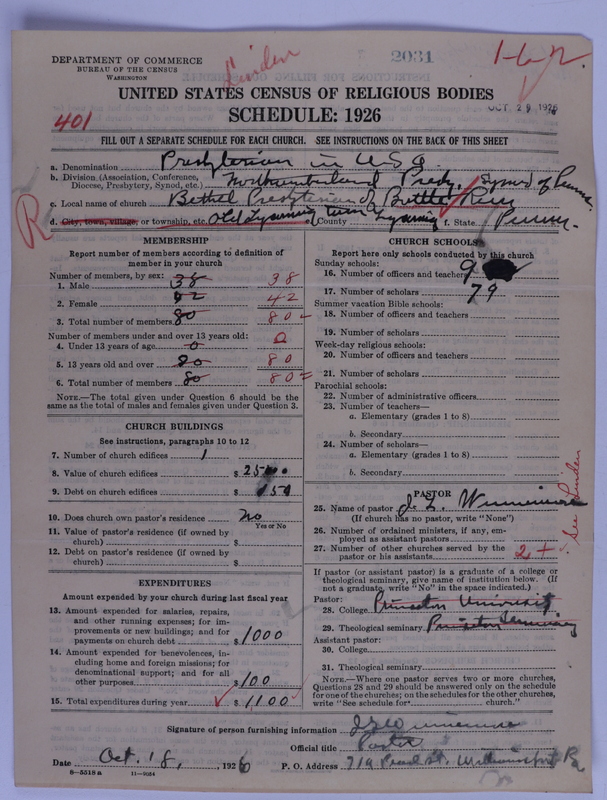 DEPARTMENT OF COMMERCE
BUREAU OF THE CENSUS
WASHINGTON
Linden
2031
1-6-12.
UNITED STATES CENSUS OF RELIGIOUS BODIES
OCT 29 1926
401
SCHEDULE: 1926
FILL OUT A SEPARATE SCHEDULE FOR EACH CHURCH. SEE INSTRUCTIONS ON THE BACK OF THIS SHEET
a. Denomination Presbyterian in U.S.A.
b. Division (Association, Conference, Diocese, Presbytery, Synod, etc.) Northumberland Presby. Synod of Penna.
c. Local name of church Bethel Presbyterian of Bottle Run
R
d. City, town, village, or township, etc. Old Lycoming Twp e. County Lycoming f. State Penna.
MEMBERSHIP
Report number of members according to definition of member in your church
Number of members, by sex:
1. Male 38 38
2. Female 42 42
3. Total number of members 80 80
Number of members under and over 13 years old:
4. Under 13 years of age 0 0
5. 13 years old and over 80 80
6. Total number of members 80 80
NOTE.—The total given under Question 6 should be the same as the total of males and females given under Question 3.
CHURCH BUILDINGS
See instructions, paragraphs 10 to 12
7. Number of church edifices 1
8. Value of church edifices $ 2500
9. Debt on church edifices $ 150
10. Does church own pastor's residence No
Yes or No
11. Value of pastor's residence (if owned by church) $
12. Debt on pastor's residence (if owned by church) $
EXPENDITURES
Amount expended by your church during last fiscal year
13. Amount expended for salaries, repairs, and other running expenses; for improvements or new buildings; and for payments on church debt $ 1000
14. Amount expended for benevolences, including home and foreign missions; for denominational support; and for all other purposes $ 100
15. Total expenditures during year $ 1100
CHURCH SCHOOLS
Report here only schools conducted by this church
Sunday schools:
16. Number of officers and teachers 9
17. Number of scholars 79
Summer vacation Bible schools:
18. Number of officers and teachers
19. Number of scholars
Week-day religious schools:
20. Number of officers and teachers
21. Number of scholars
Parochial schools:
22. Number of administrative officers
23. Number of teachers—
a. Elementary (grades 1 to 8)
b. Secondary
24. Number of scholars—
a. Elementary (grades 1 to 8)
b. Secondary
PASTOR
25. Name of pastor
(If church has no pastor, write "None")
26. Number of ordained ministers, if any, employed as assistant pastors
27. Number of other churches served by the pastor or his assistants 2+
See Linden
If pastor (or assistant pastor) is a graduate of a college or theological seminary, give name of institution below. (If not a graduate, write "No" in the space indicated.)
Pastor:
28. College Princeton University
29. Theological seminary Princeton Seminary
Assistant pastor:
30. College
31. Theological seminary
NOTE.—Where one pastor serves two or more churches, Questions 28 and 29 should be answered only on the schedule for one of the churches; on the schedules for the other churches, write "See schedule for church."
Signature of person furnishing information
Official title Pastor
Date Oct. 18, 1926 P. O. Address 719 Pearl St. Williamsport Pa
8—5518 a 11—9054